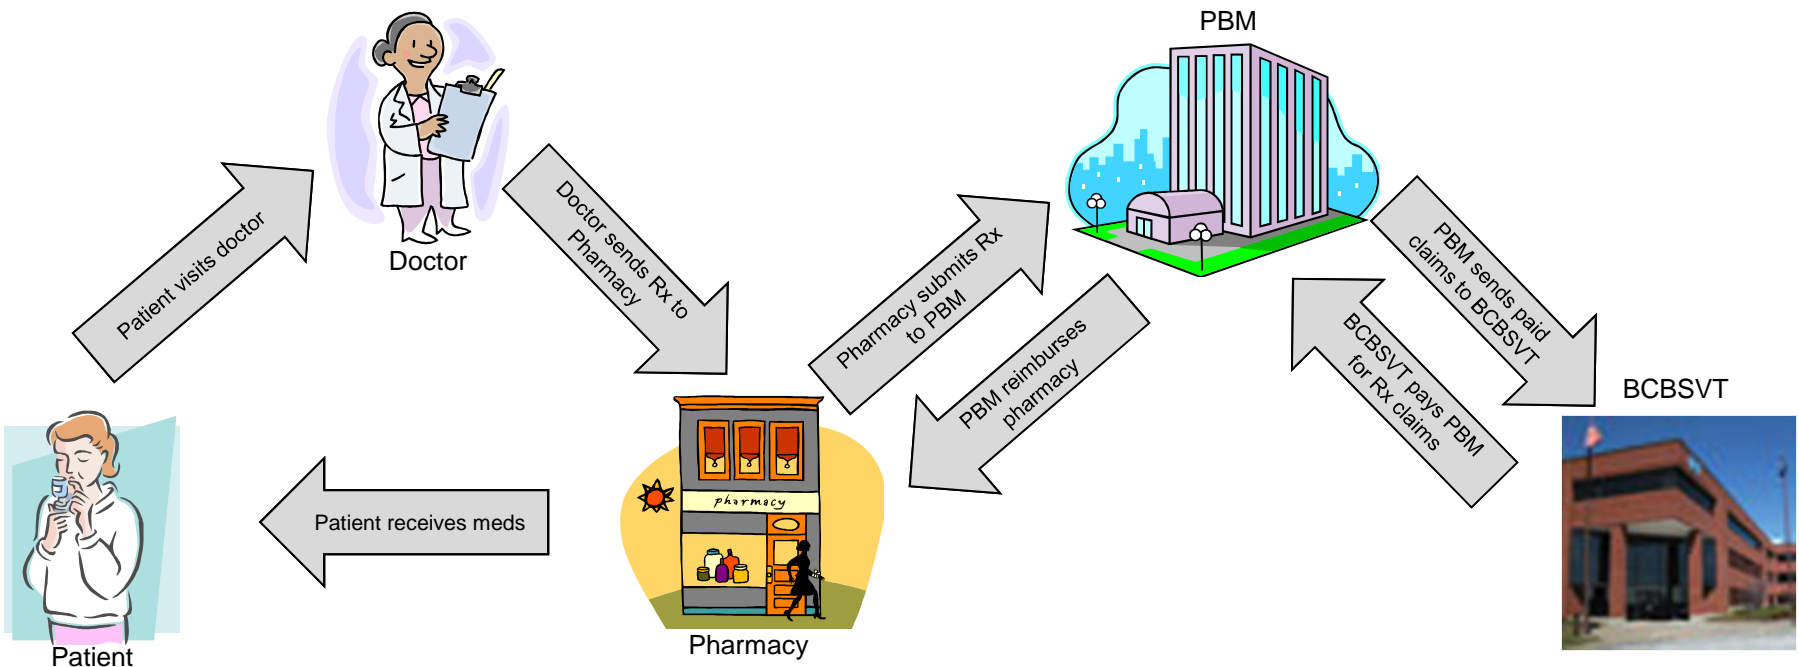 PBM
Doctor
Patient visits doctor
Doctor sends Rx to
Pharmacy
Pharmacy submits Rx
to PBM
PBM reimburses
pharmacy
PBM sends paid
claims to BCBSVT
BCBSVT pays PBM
for Rx claims
BCBSVT
pharmacy
Patient receives meds
Pharmacy
Patient